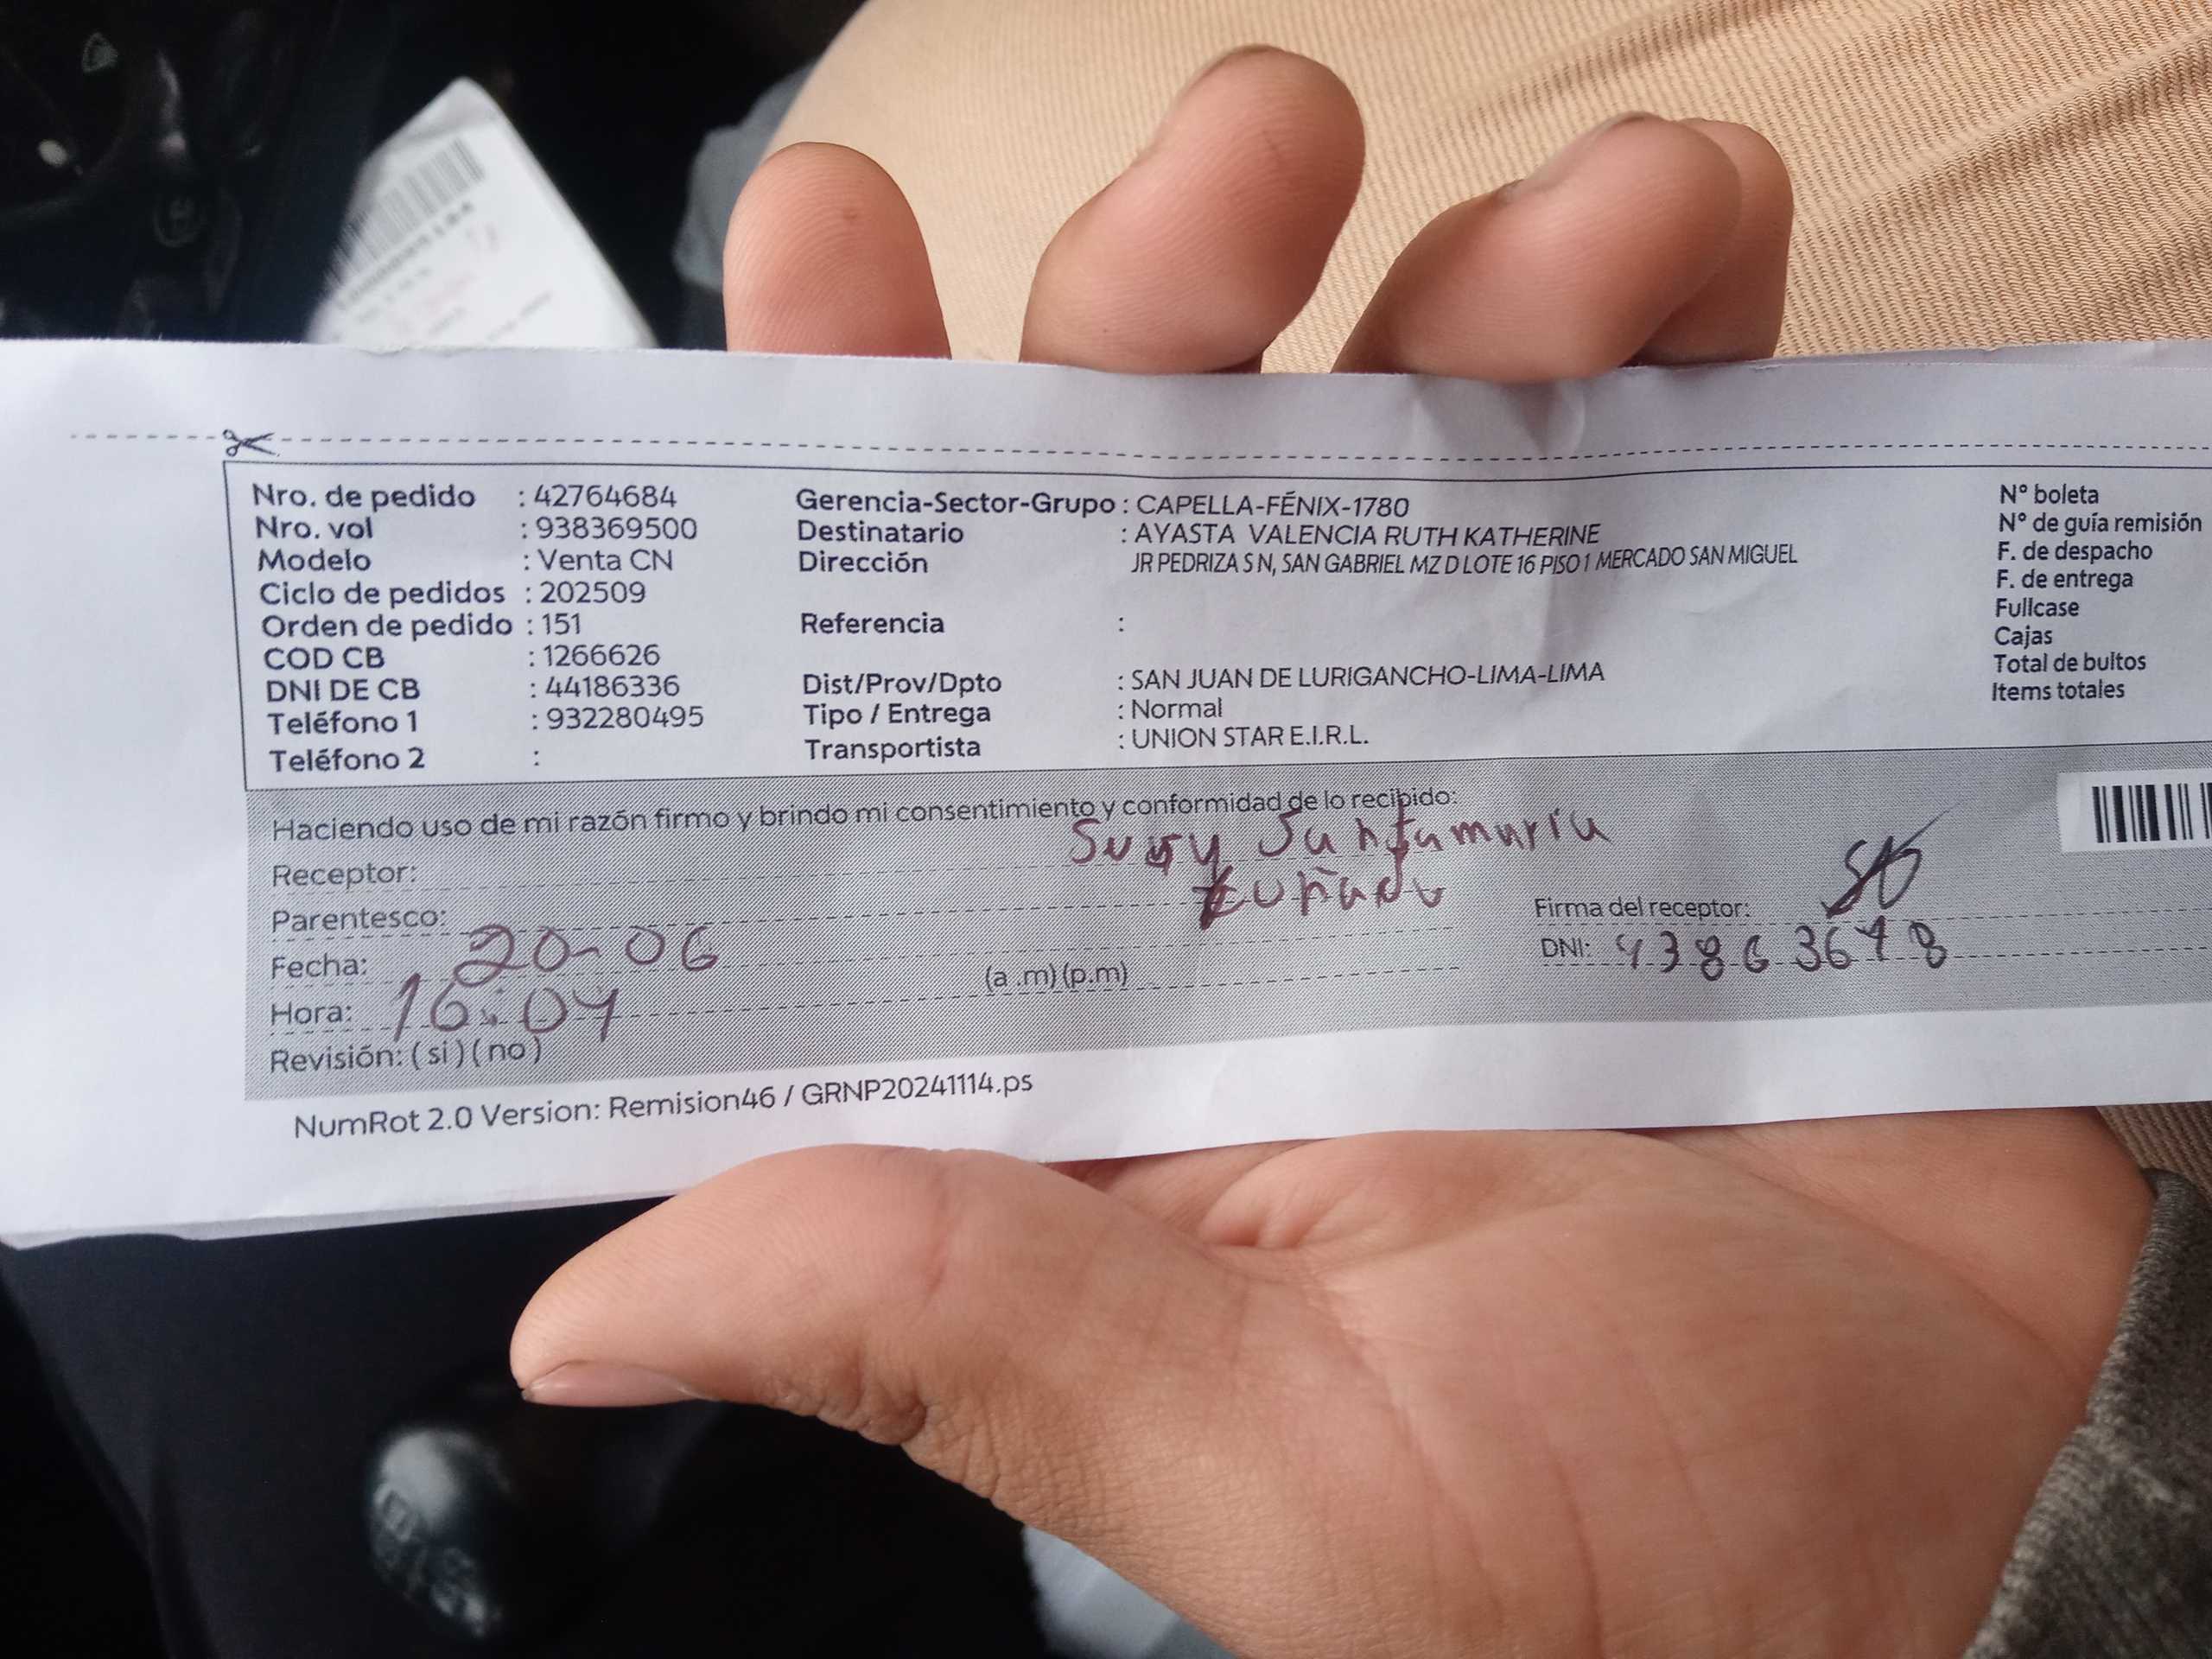 Nro. de pedido : 42764684
Nro. vol : 938369500
Modelo : Venta CN
Ciclo de pedidos : 202509
Orden de pedido : 151
COD CB : 1266626
DNI DE CB : 44186336
Teléfono 1 : 932280495
Teléfono 2 :
Gerencia-Sector-Grupo : CAPELLA-FÉNIX-1780
Destinatario : AYASTA VALENCIA RUTH KATHERINE
Dirección JR PEDRIZA S N, SAN GABRIEL MZ D LOTE 16 PISO 1 MERCADO SAN MIGUEL
Referencia :
Dist/Prov/Dpto : SAN JUAN DE LURIGANCHO-LIMA-LIMA
Tipo / Entrega : Normal
Transportista : UNION STAR E.I.R.L.
N° boleta
N° de guía remisión
F. de despacho
F. de entrega
Fullcase
Cajas
Total de bultos
Items totales
Haciendo uso de mi razón firmo y brindo mi consentimiento y conformidad de lo recibido:
Receptor: Santamaria
Parentesco: cuñada
Fecha: 20-06
Hora: 16:04 (a .m) (p.m)
Revisión: ( si ) ( no )
Firma del receptor:
DNI: 43863678
NumRot 2.0 Version: Remision46 / GRNP20241114.ps